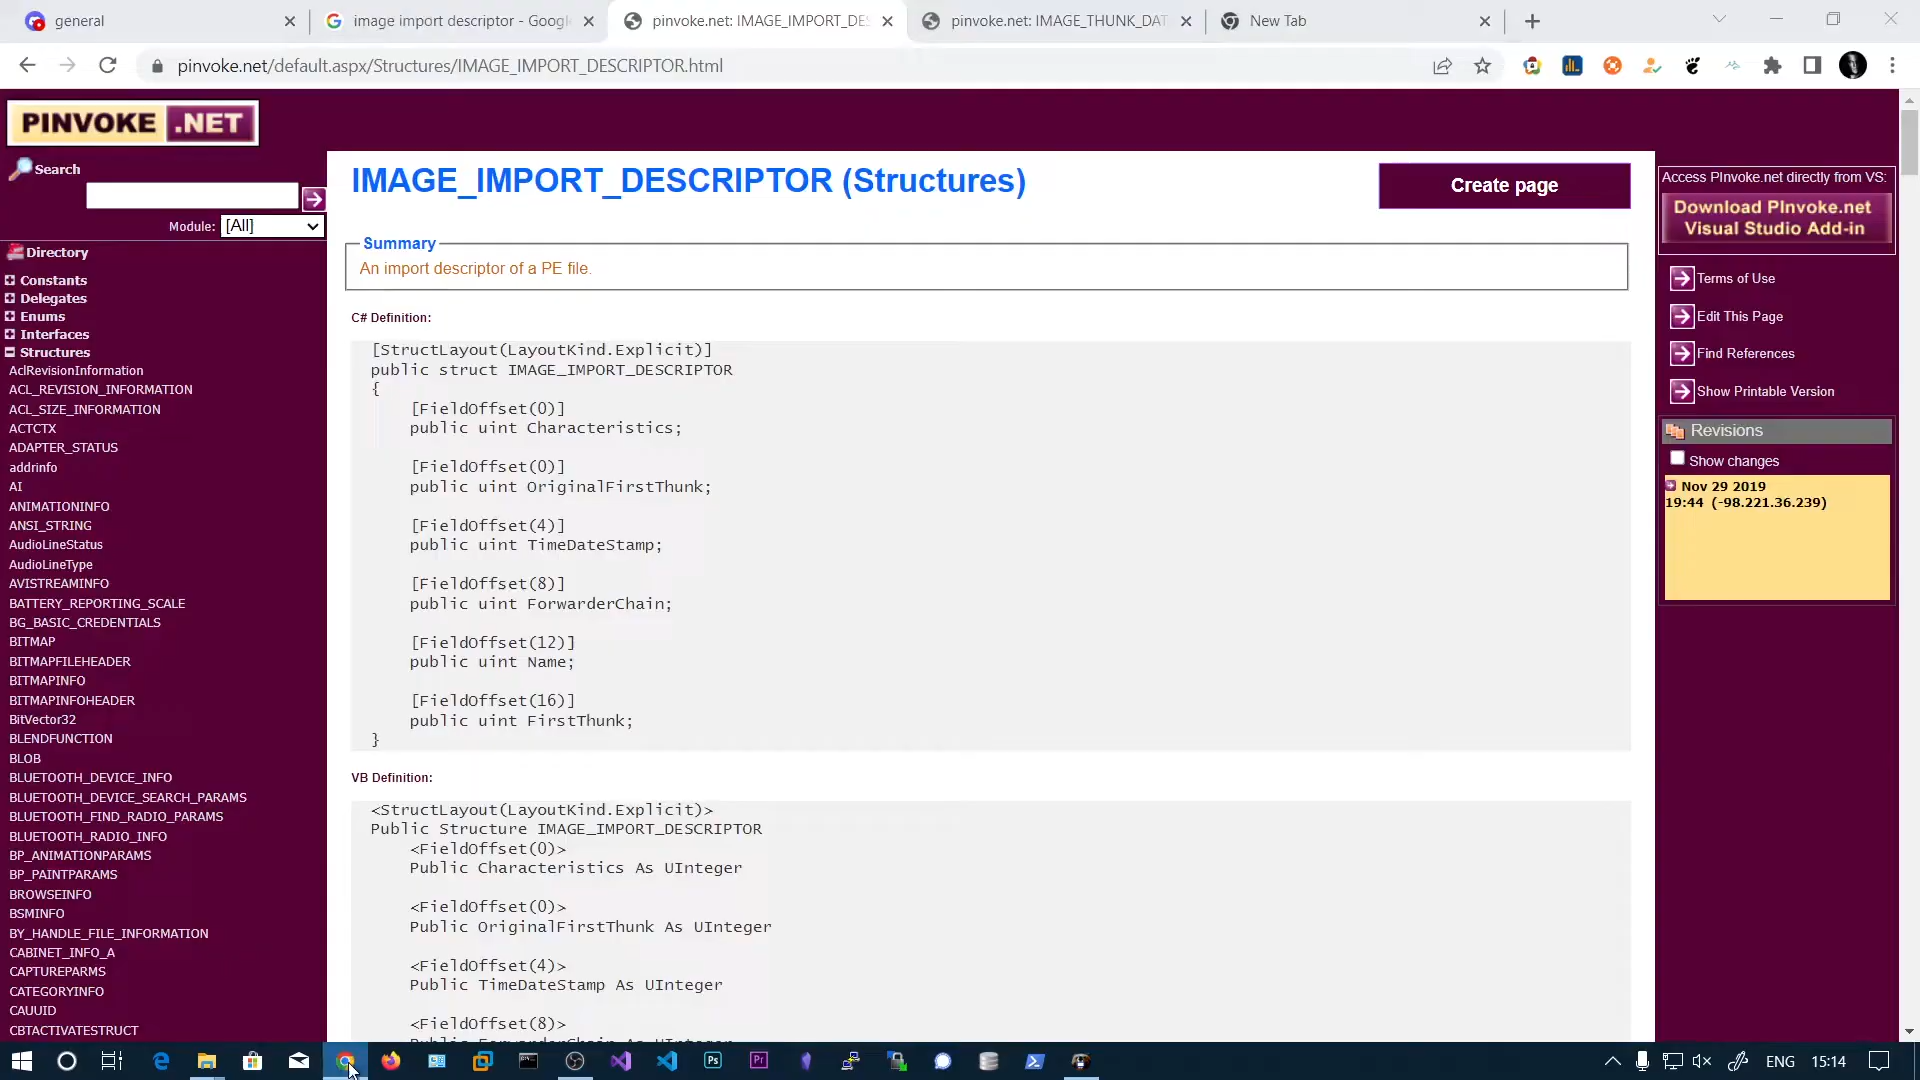 general
image import descriptor - Googl
pinvoke.net: IMAGE_IMPORT_DES
pinvoke.net: IMAGE_THUNK_DAT
New Tab
pinvoke.net/default.aspx/Structures/IMAGE_IMPORT_DESCRIPTOR.html
PINVOKE .NET
Search
Module: [All]
Directory
Constants
Delegates
Enums
Interfaces
Structures
AclRevisionInformation
ACL_REVISION_INFORMATION
ACL_SIZE_INFORMATION
ACTCTX
ADAPTER_STATUS
addrinfo
AI
ANIMATIONINFO
ANSI_STRING
AudioLineStatus
AudioLineType
AVISTREAMINFO
BATTERY_REPORTING_SCALE
BG_BASIC_CREDENTIALS
BITMAP
BITMAPFILEHEADER
BITMAPINFO
BITMAPINFOHEADER
BitVector32
BLENDFUNCTION
BLOB
BLUETOOTH_DEVICE_INFO
BLUETOOTH_DEVICE_SEARCH_PARAMS
BLUETOOTH_FIND_RADIO_PARAMS
BLUETOOTH_RADIO_INFO
BP_ANIMATIONPARAMS
BP_PAINTPARAMS
BROWSEINFO
BSMINFO
BY_HANDLE_FILE_INFORMATION
CABINET_INFO_A
CAPTUREPARMS
CATEGORYINFO
CAUUID
CBTACTIVATESTRUCT
IMAGE_IMPORT_DESCRIPTOR (Structures)
Create page
Summary
An import descriptor of a PE file.
C# Definition:
[StructLayout(LayoutKind.Explicit)]
public struct IMAGE_IMPORT_DESCRIPTOR
{
[FieldOffset(0)]
public uint Characteristics;
[FieldOffset(0)]
public uint OriginalFirstThunk;
[FieldOffset(4)]
public uint TimeDateStamp;
[FieldOffset(8)]
public uint ForwarderChain;
[FieldOffset(12)]
public uint Name;
[FieldOffset(16)]
public uint FirstThunk;
}
VB Definition:
<StructLayout(LayoutKind.Explicit)>
Public Structure IMAGE_IMPORT_DESCRIPTOR
<FieldOffset(0)>
Public Characteristics As UInteger
<FieldOffset(0)>
Public OriginalFirstThunk As UInteger
<FieldOffset(4)>
Public TimeDateStamp As UInteger
<FieldOffset(8)>
Public ForwarderChain As UInteger
Access PInvoke.net directly from VS:
Download PInvoke.net
Visual Studio Add-in
Terms of Use
Edit This Page
Find References
Show Printable Version
Revisions
Show changes
Nov 29 2019
19:44 (-98.221.36.239)
Ps
Pr
ENG
15:14